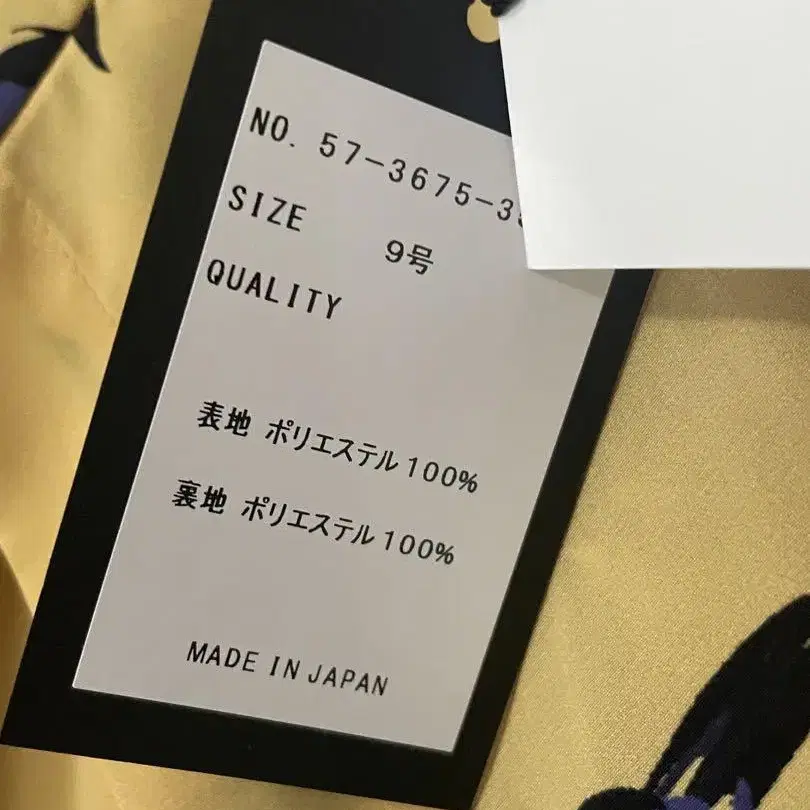 NO. 57-3675-3
SIZE 9号
QUALITY
表地 ポリエステル100%
裏地 ポリエステル100%
MADE IN JAPAN